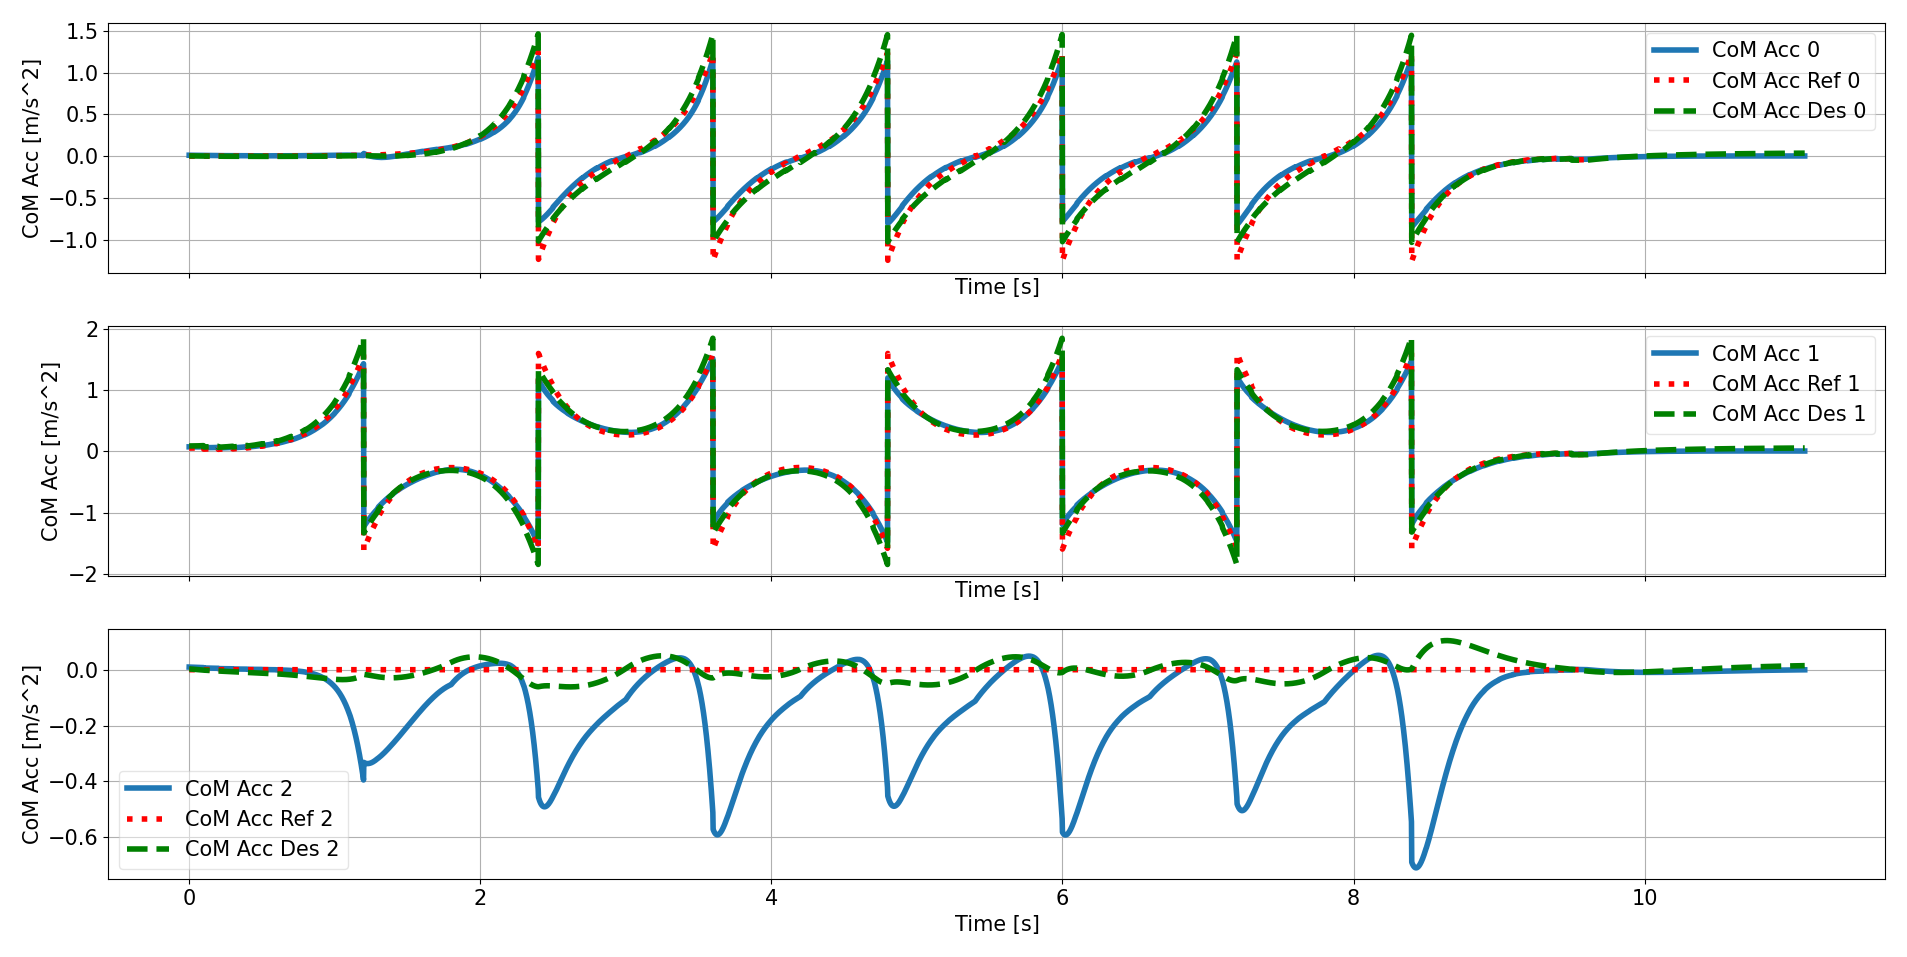 1.5
1.0
0.5
0.0
−0.5
−1.0
CoM Acc [m/s^2]
CoM Acc 0
CoM Acc Ref 0
CoM Acc Des 0
Time [s]
2
1
0
−1
−2
CoM Acc [m/s^2]
CoM Acc 1
CoM Acc Ref 1
CoM Acc Des 1
Time [s]
0.0
−0.2
−0.4
−0.6
CoM Acc [m/s^2]
CoM Acc 2
CoM Acc Ref 2
CoM Acc Des 2
0 2 4 6 8 10
Time [s]